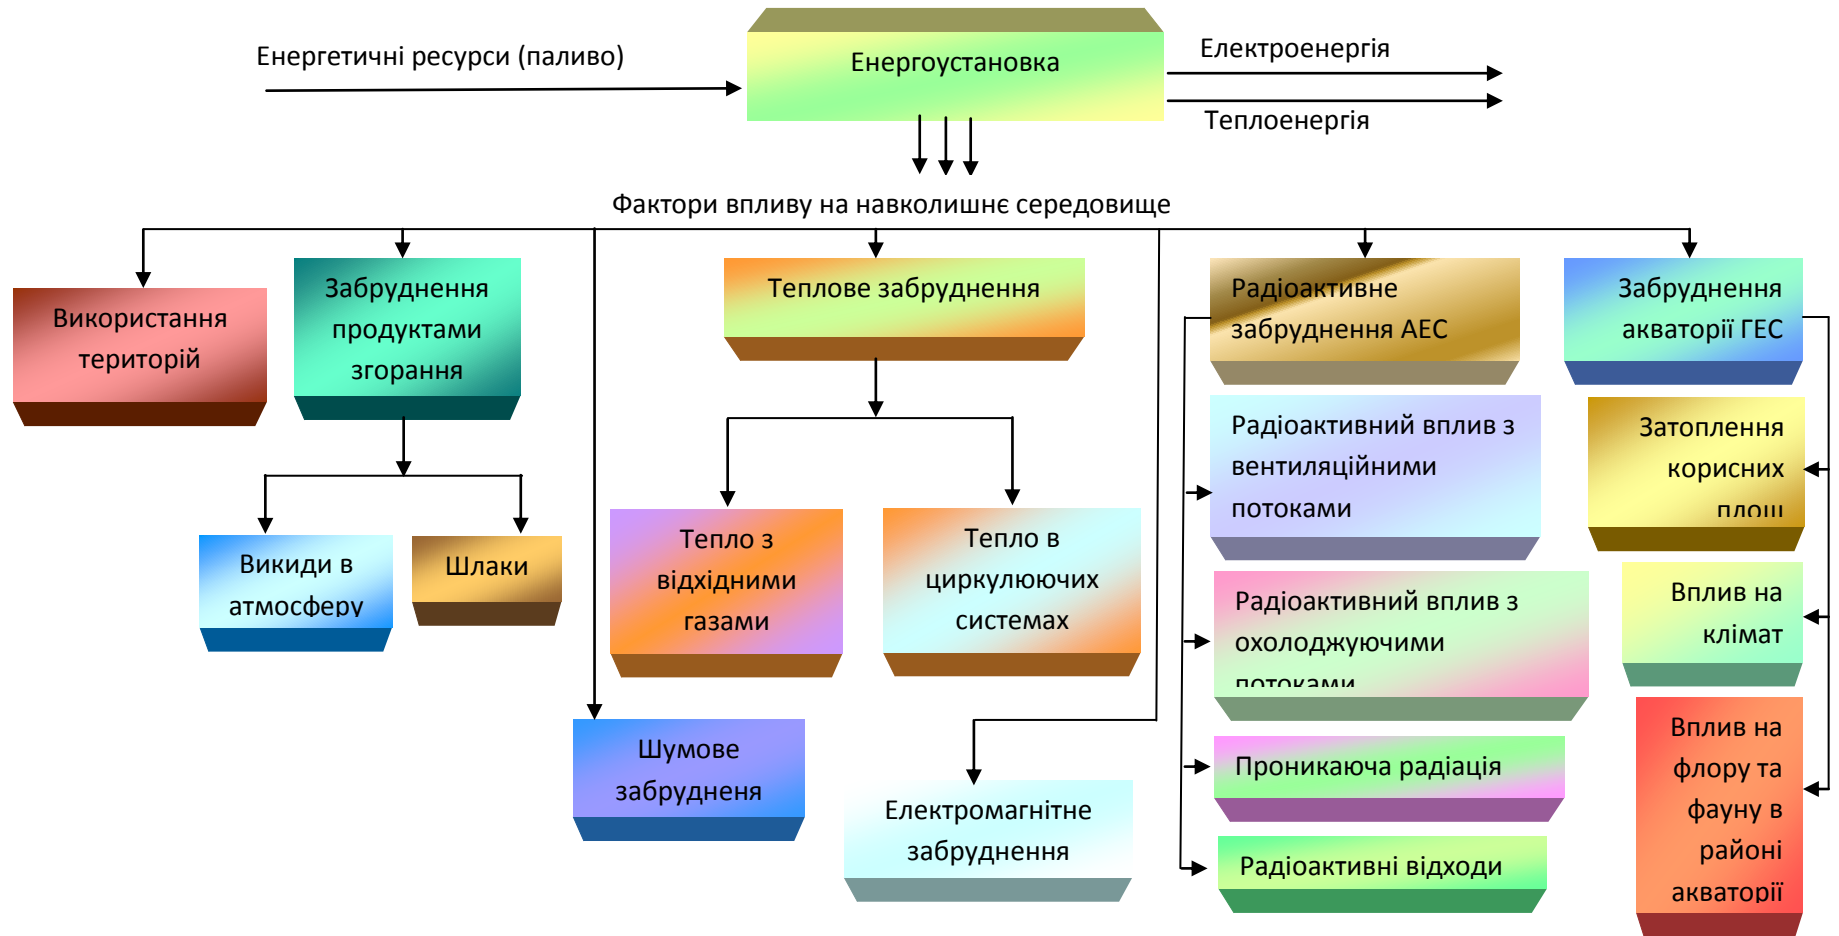 Енергетичні ресурси (паливо)
Енергоустановка
Електроенергія
Теплоенергія
Фактори впливу на навколишнє середовище
Використання
територій
Забруднення
продуктами
згорання
Теплове забруднення
Радіоактивне
забруднення АЕС
Забруднення
акваторії ГЕС
Викиди в
атмосферу
Шлаки
Тепло з
відхідними
газами
Тепло в
циркулюючих
системах
Шумове
забрудненя
Електромагнітне
забруднення
Радіоактивний вплив з
вентиляційними
потоками
Радіоактивний вплив з
охолоджуючими
потоками
Проникаюча радіація
Радіоактивні відходи
Затоплення
корисних
площ
Вплив на
клімат
Вплив на
флору та
фауну в
районі
акваторії